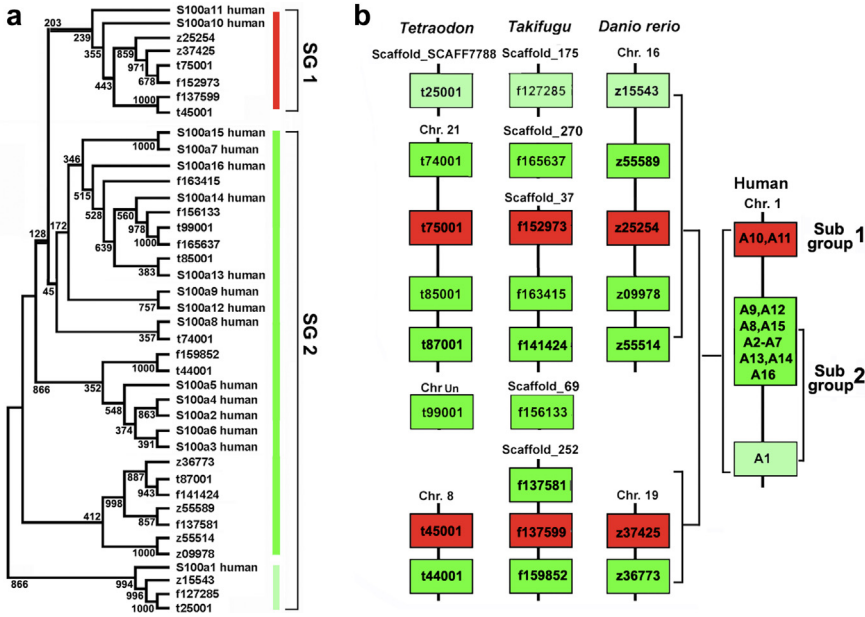 a
S100a11 human
S100a10 human
z25254
z37425
t75001
f152973
f137599
t45001
S100a15 human
S100a7 human
S100a16 human
f163415
S100a14 human
f156133
t99001
f165637
t85001
S100a13 human
S100a9 human
S100a12 human
S100a8 human
t74001
f159852
t44001
S100a5 human
S100a4 human
S100a2 human
S100a6 human
S100a3 human
z36773
t87001
f141424
z55589
f137581
z55514
z09978
S100a1 human
z15543
f127285
t25001
203
239
355
859
971
678
443
1000
1000
346
515
528
560
978
1000
639
383
128
172
45
757
357
1000
866
352
548
863
374
391
887
943
998
857
412
1000
866
994
996
1000
SG 1
SG 2
b
Tetraodon
Scaffold_SCAFF7788
t25001
Chr. 21
t74001
t75001
t85001
t87001
Chr Un
t99001
Chr. 8
t45001
t44001
Takifugu
Scaffold_175
f127285
Scaffold_270
f165637
Scaffold_37
f152973
f163415
f141424
Scaffold_69
f156133
Scaffold_252
f137581
f137599
f159852
Danio rerio
Chr. 16
z15543
z55589
z25254
z09978
z55514
Chr. 19
z37425
z36773
Human
Chr. 1
A10,A11
A9,A12
A8,A15
A2-A7
A13,A14
A16
A1
Sub
group 1
Sub
group 2